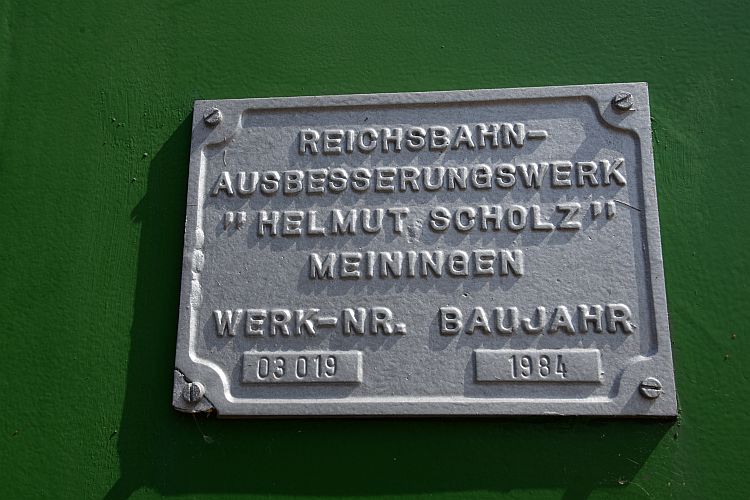 REICHSBAHN-
AUSBESSERUNGSWERK
"HELMUT SCHOLZ"
MEININGEN
WERK-NR. BAUJAHR
03 019 1984